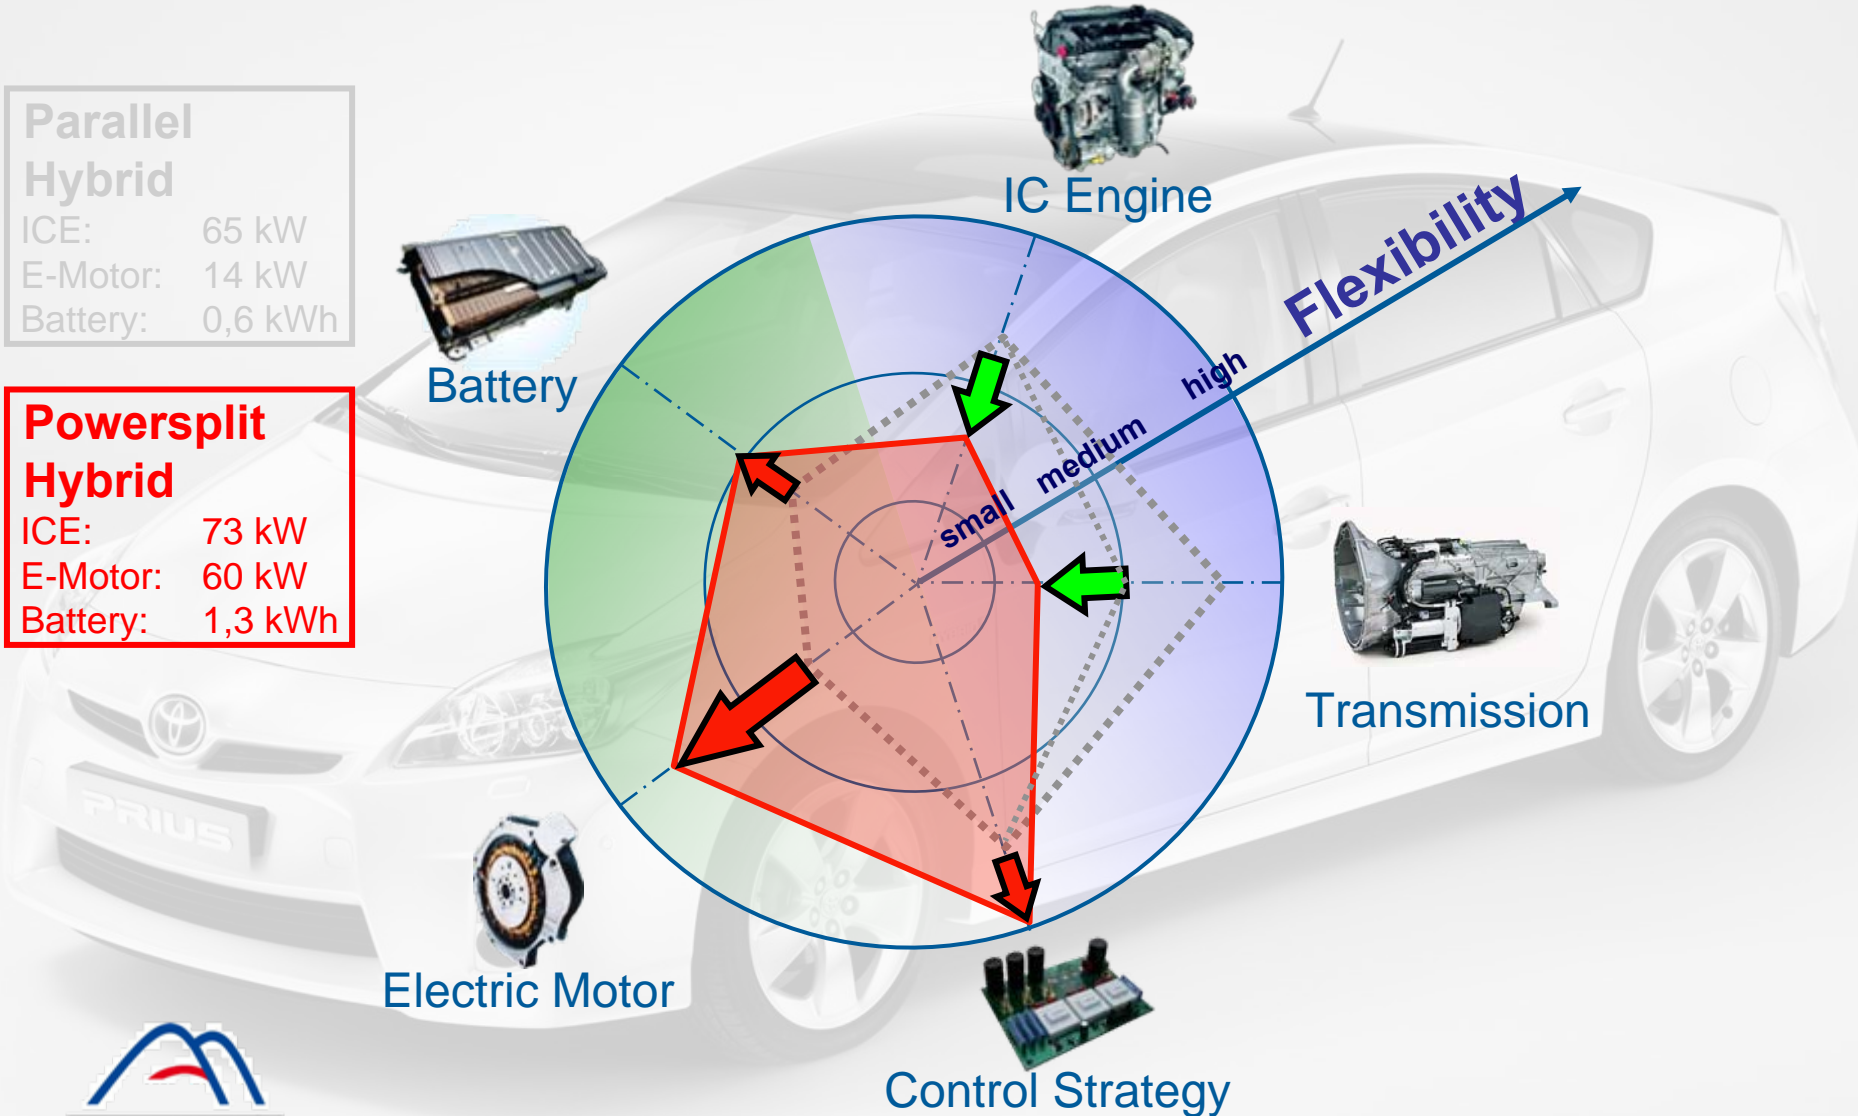 Parallel
Hybrid
ICE: 65 kW
E-Motor: 14 kW
Battery: 0,6 kWh
Powersplit
Hybrid
ICE: 73 kW
E-Motor: 60 kW
Battery: 1,3 kWh
IC Engine
Battery
Flexibility
high
medium
small
Transmission
PRIUS
Electric Motor
Control Strategy